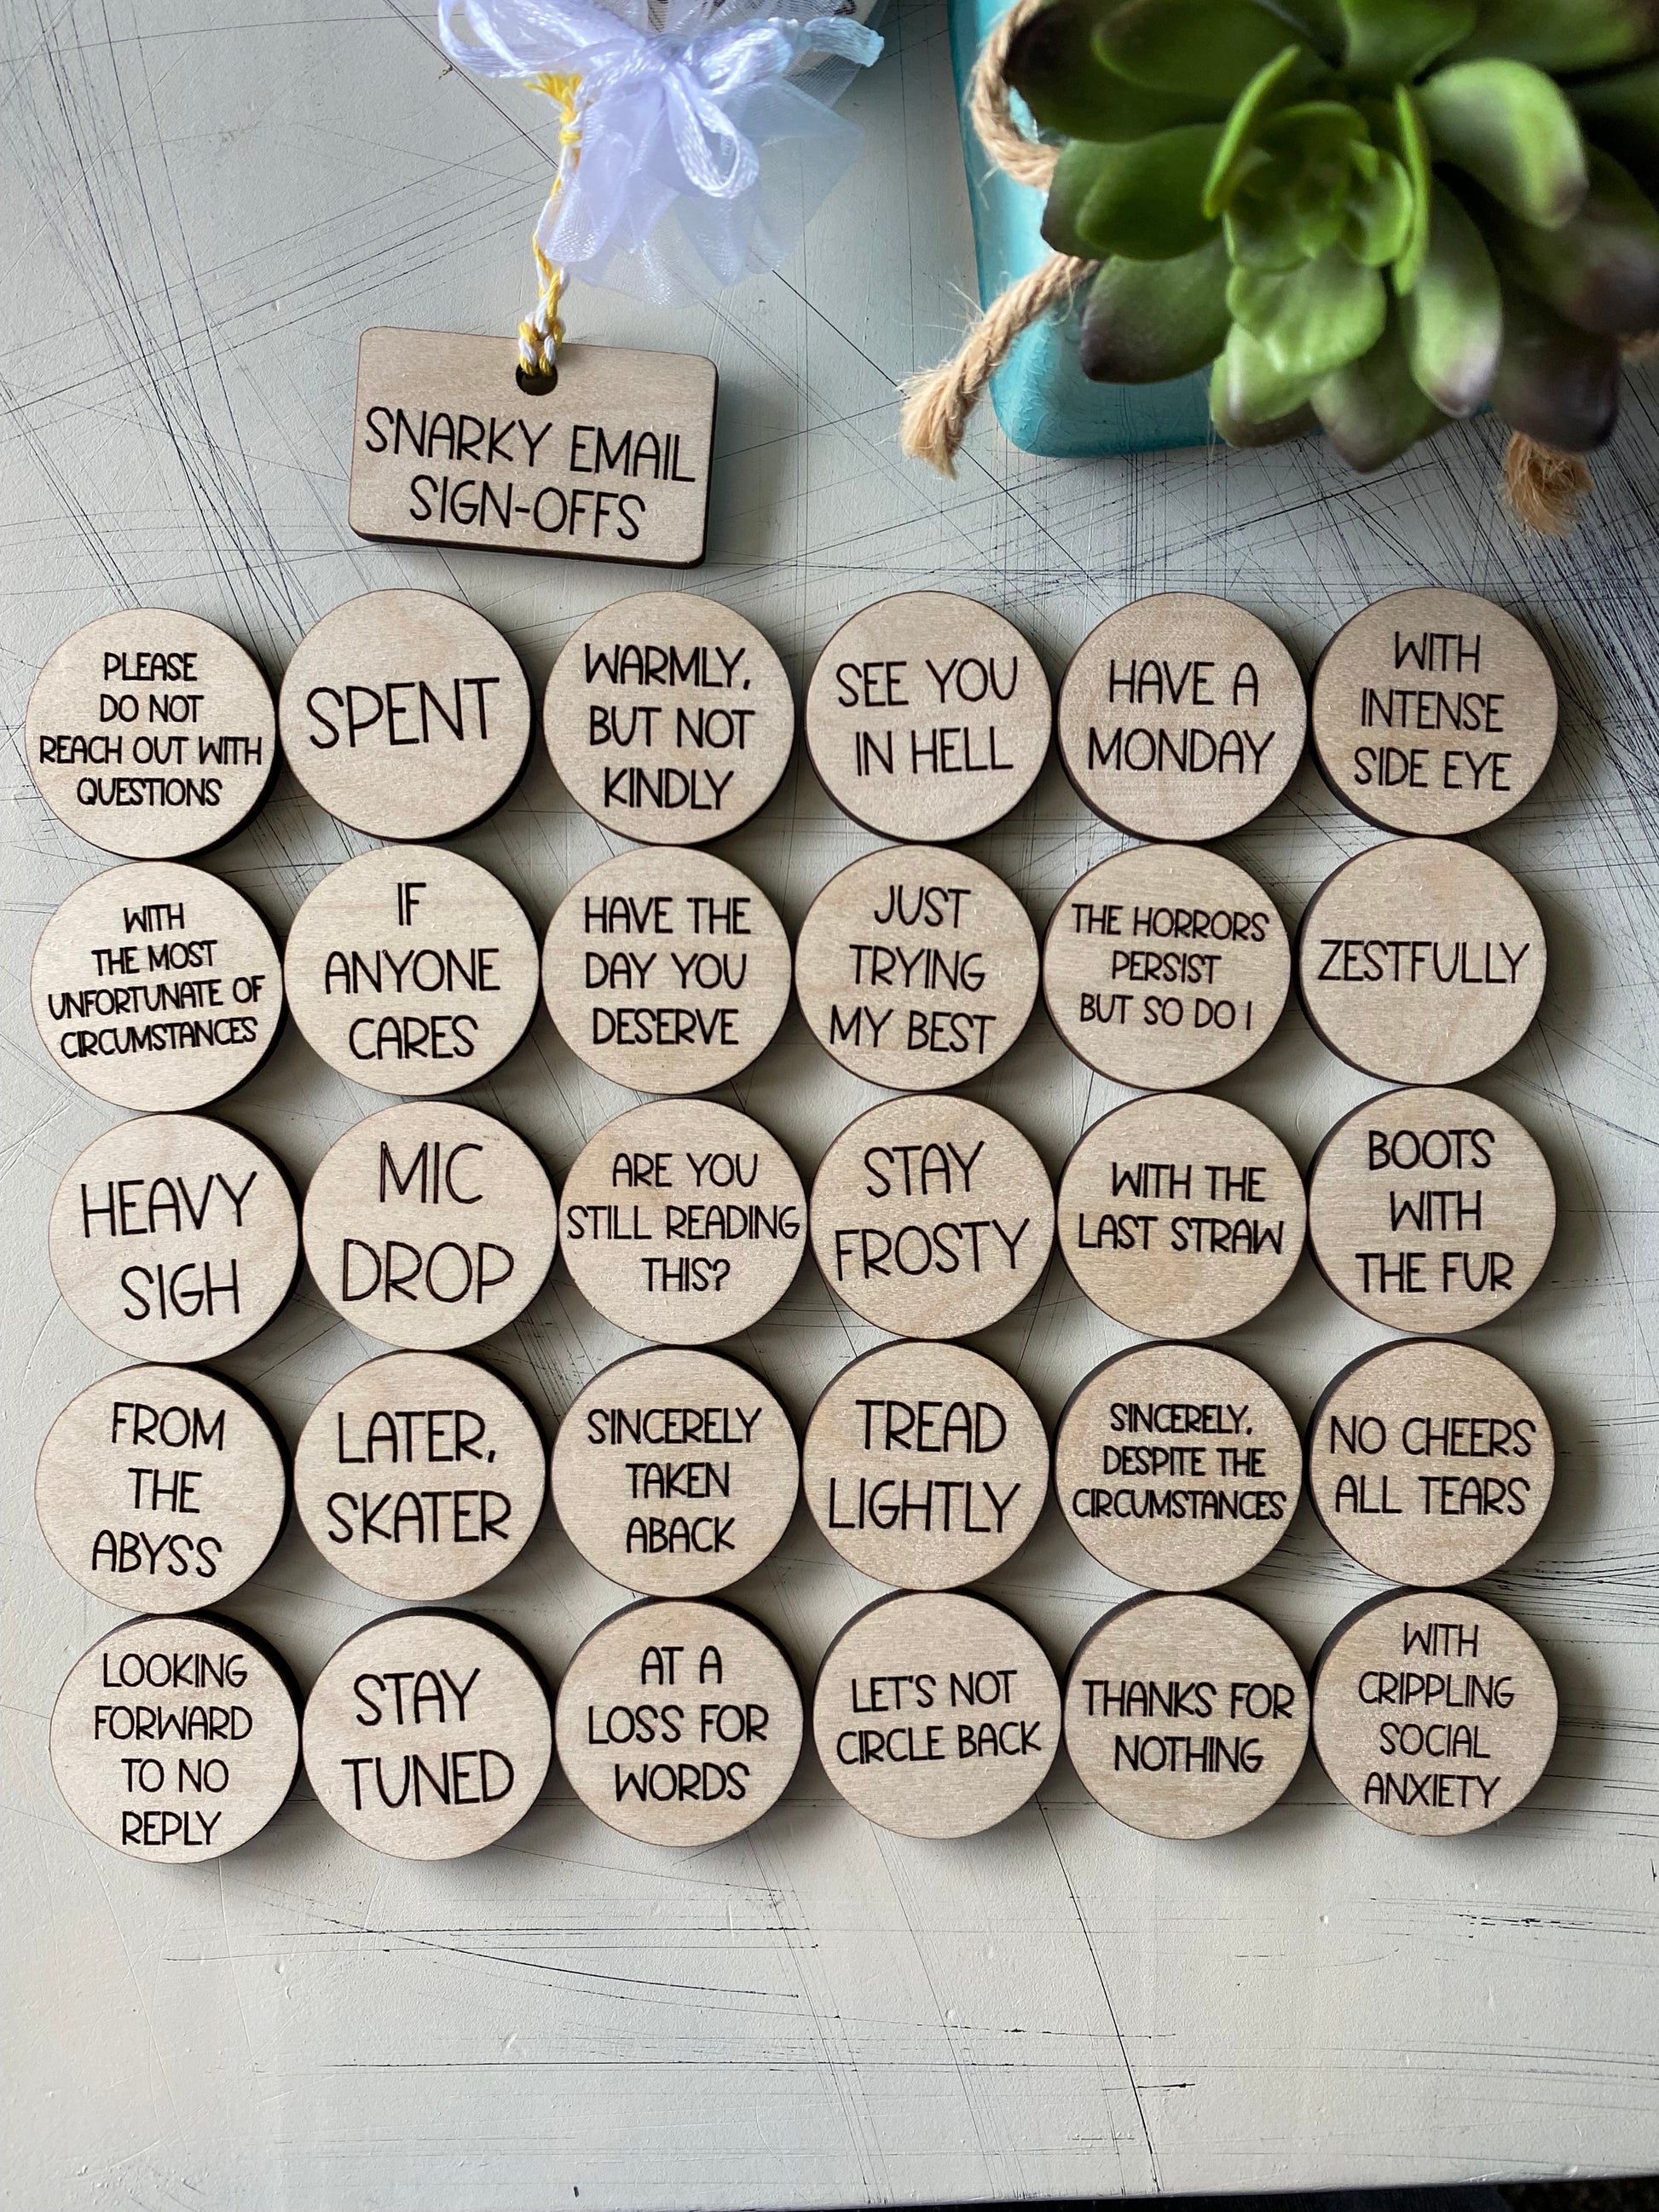 SNARKY EMAIL
SIGN-OFFS
PLEASE
DO NOT
REACH OUT WITH
QUESTIONS
SPENT
WARMLY,
BUT NOT
KINDLY
SEE YOU
IN HELL
HAVE A
MONDAY
WITH
INTENSE
SIDE EYE
WITH
THE MOST
UNFORTUNATE OF
CIRCUMSTANCES
IF
ANYONE
CARES
HAVE THE
DAY YOU
DESERVE
JUST
TRYING
MY BEST
THE HORRORS
PERSIST
BUT SO DO I
ZESTFULLY
HEAVY
SIGH
MIC
DROP
ARE YOU
STILL READING
THIS?
STAY
FROSTY
WITH THE
LAST STRAW
BOOTS
WITH
THE FUR
FROM
THE
ABYSS
LATER,
SKATER
SINCERELY
TAKEN
ABACK
TREAD
LIGHTLY
SINCERELY,
DESPITE THE
CIRCUMSTANCES
NO CHEERS
ALL TEARS
LOOKING
FORWARD
TO NO
REPLY
STAY
TUNED
AT A
LOSS FOR
WORDS
LET'S NOT
CIRCLE BACK
THANKS FOR
NOTHING
WITH
CRIPPLING
SOCIAL
ANXIETY